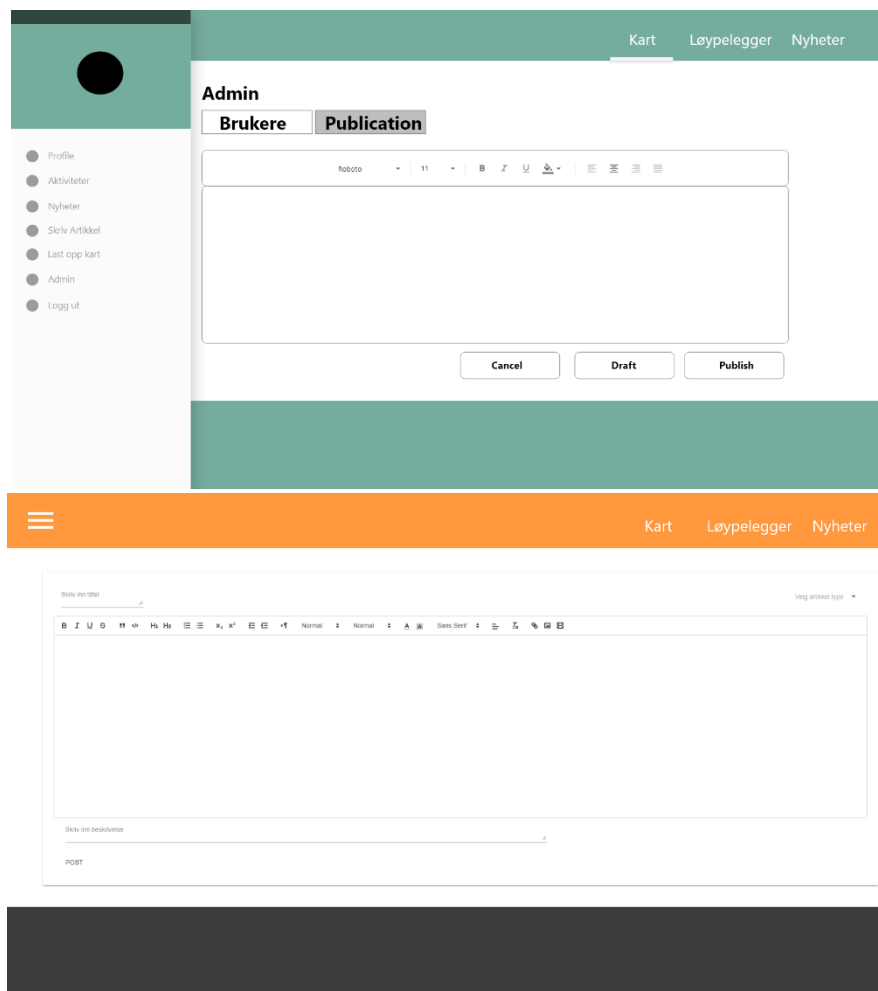 Kart Løypelegger Nyheter
Admin
Brukere Publication
Profile
Aktiviteter
Nyheter
Skriv Artikkel
Last opp kart
Admin
Logg ut
Roboto 11 B I U
Cancel Draft Publish
Kart Løypelegger Nyheter
Skriv inn tittel
Velg artikkel type
B I U S H1 H2 X₂ X² Normal Normal A Sans Serif
Skriv inn beskrivelse
POST